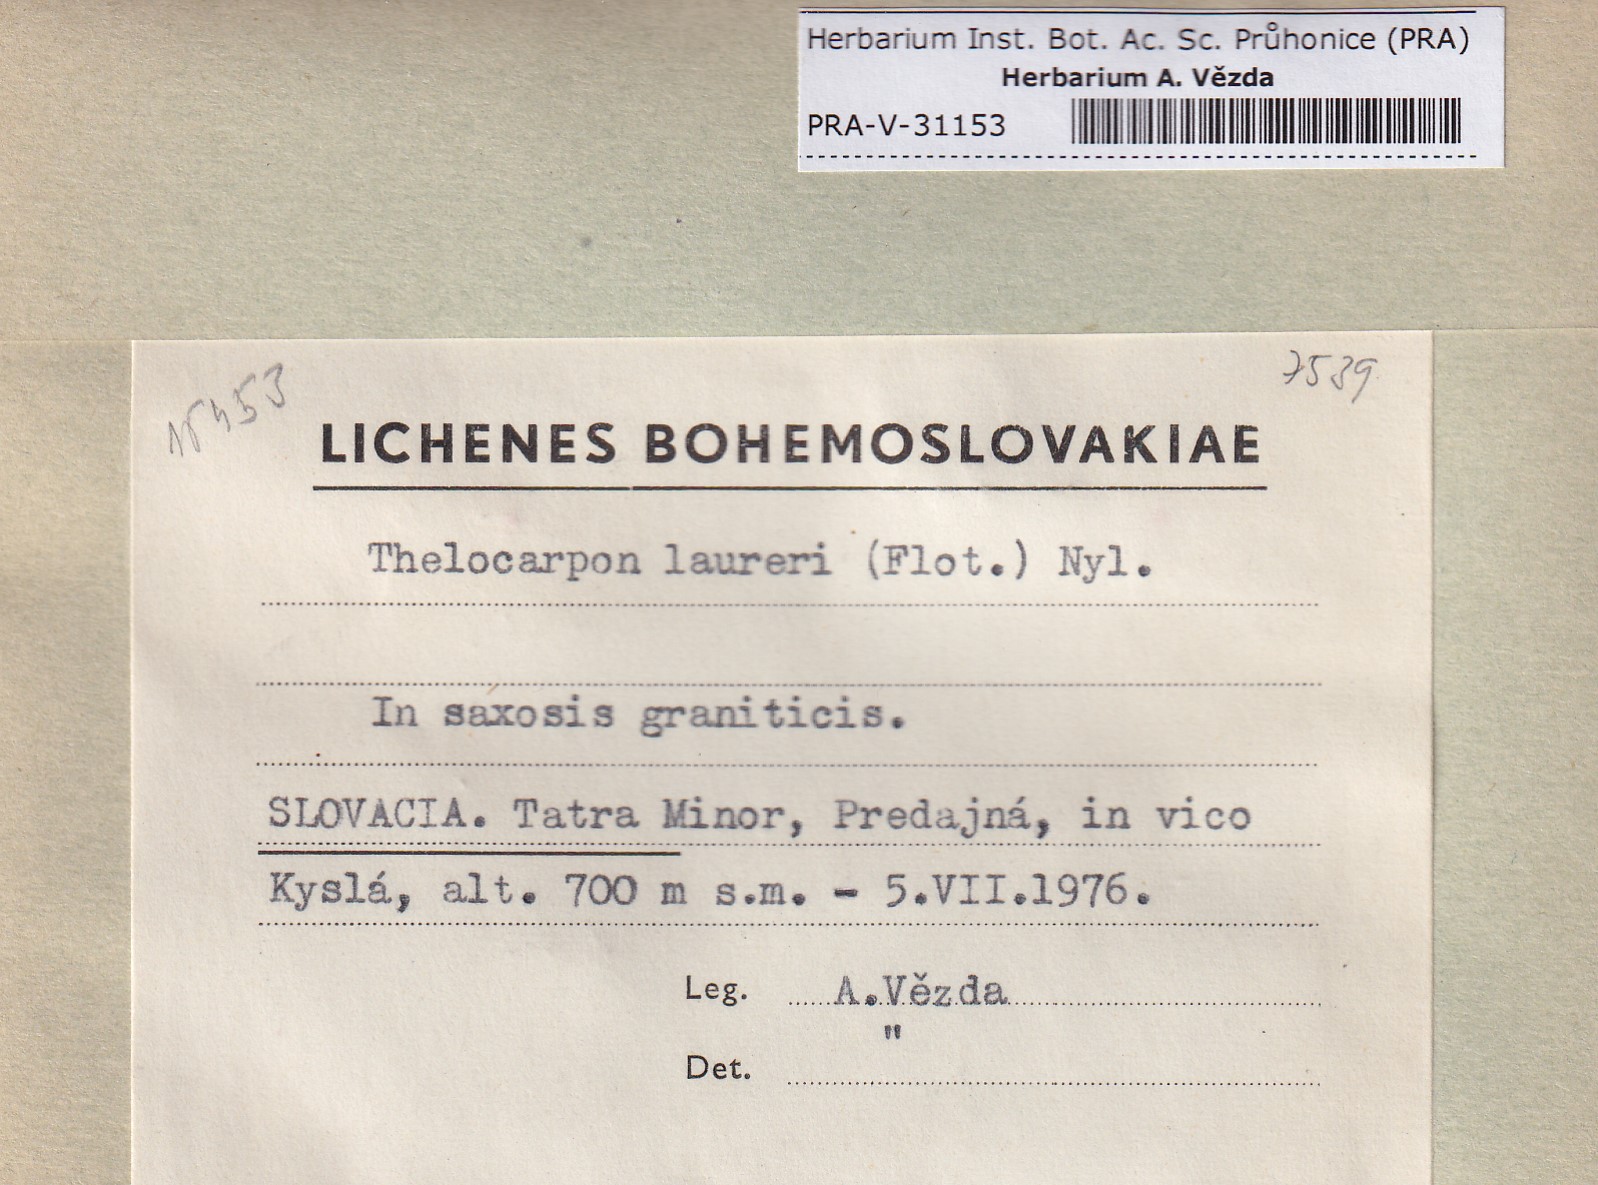 Herbarium Inst. Bot. Ac. Sc. Průhonice (PRA)
Herbarium A. Vězda
PRA-V-31153
7539
LICHENES BOHEMOSLOVAKIAE
Thelocarpon laureri (Flot.) Nyl.
In saxosis graniticis.
SLOVACIA. Tatra Minor, Predajná, in vico
Kyslá, alt. 700 m s.m. - 5.VII.1976.
Leg. A.Vězda
"
Det.